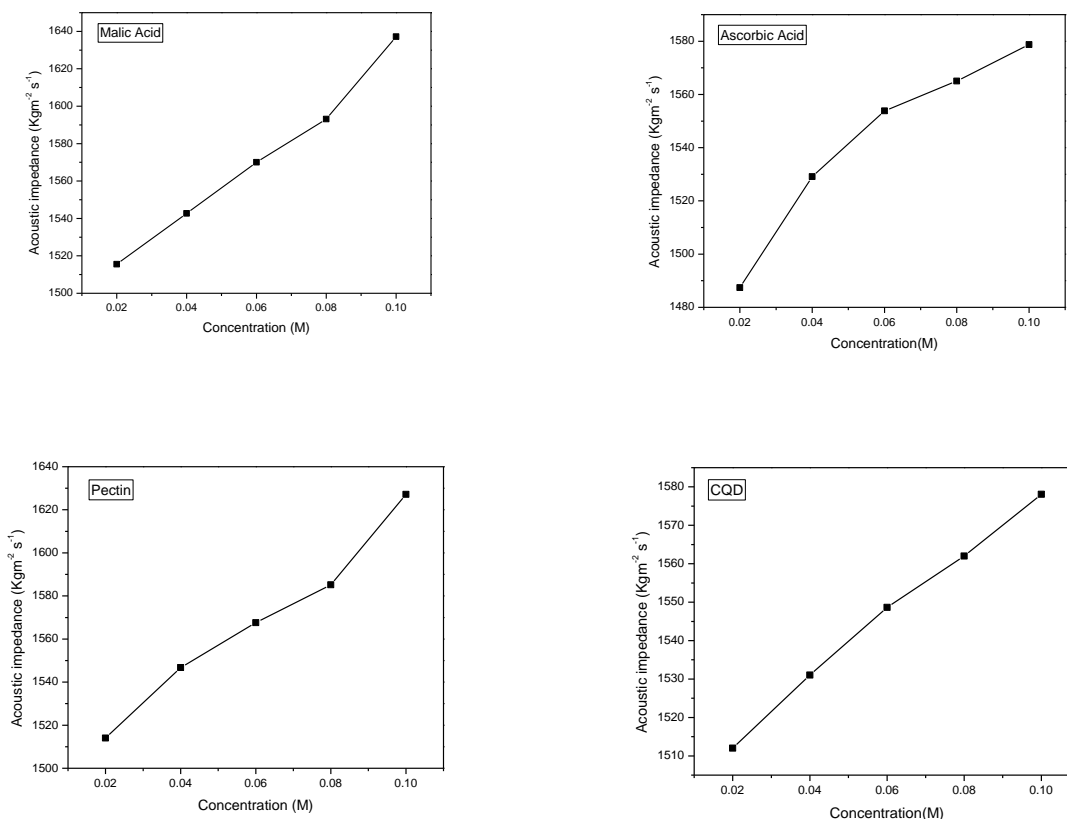 Malic Acid
Acoustic impedance (Kgm⁻² s⁻¹)
1640
1620
1600
1580
1560
1540
1520
1500
0.02 0.04 0.06 0.08 0.10
Concentration (M)
Ascorbic Acid
Acoustic impedance (Kgm⁻² s⁻¹)
1580
1560
1540
1520
1500
1480
0.02 0.04 0.06 0.08 0.10
Concentration(M)
Pectin
Acoustic impedance (Kgm⁻² s⁻¹)
1640
1620
1600
1580
1560
1540
1520
1500
0.02 0.04 0.06 0.08 0.10
Concentration (M)
CQD
Acoustic impedance (Kgm⁻² s⁻¹)
1580
1570
1560
1550
1540
1530
1520
1510
0.02 0.04 0.06 0.08 0.10
Concentration(M)